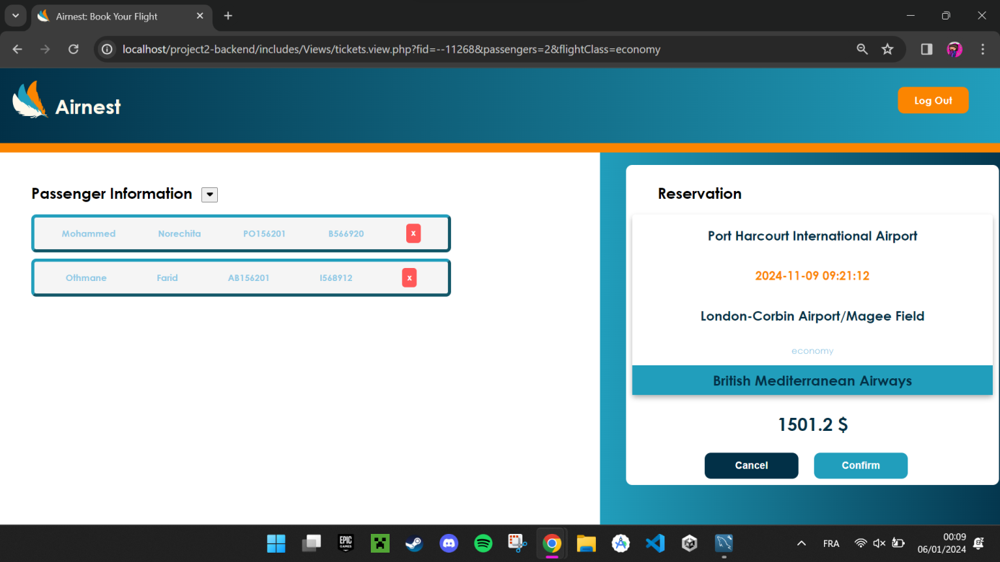 Airnest: Book Your Flight
localhost/project2-backend/includes/Views/tickets.view.php?fid=--11268&passengers=2&flightClass=economy
Airnest
Log Out
Passenger Information
Mohammed Norechita PO156201 B566920 x
Othmane Farid AB156201 I568912 x
Reservation
Port Harcourt International Airport
2024-11-09 09:21:12
London-Corbin Airport/Magee Field
economy
British Mediterranean Airways
1501.2 $
Cancel Confirm
EPIC
GAMES
FRA
00:09
06/01/2024